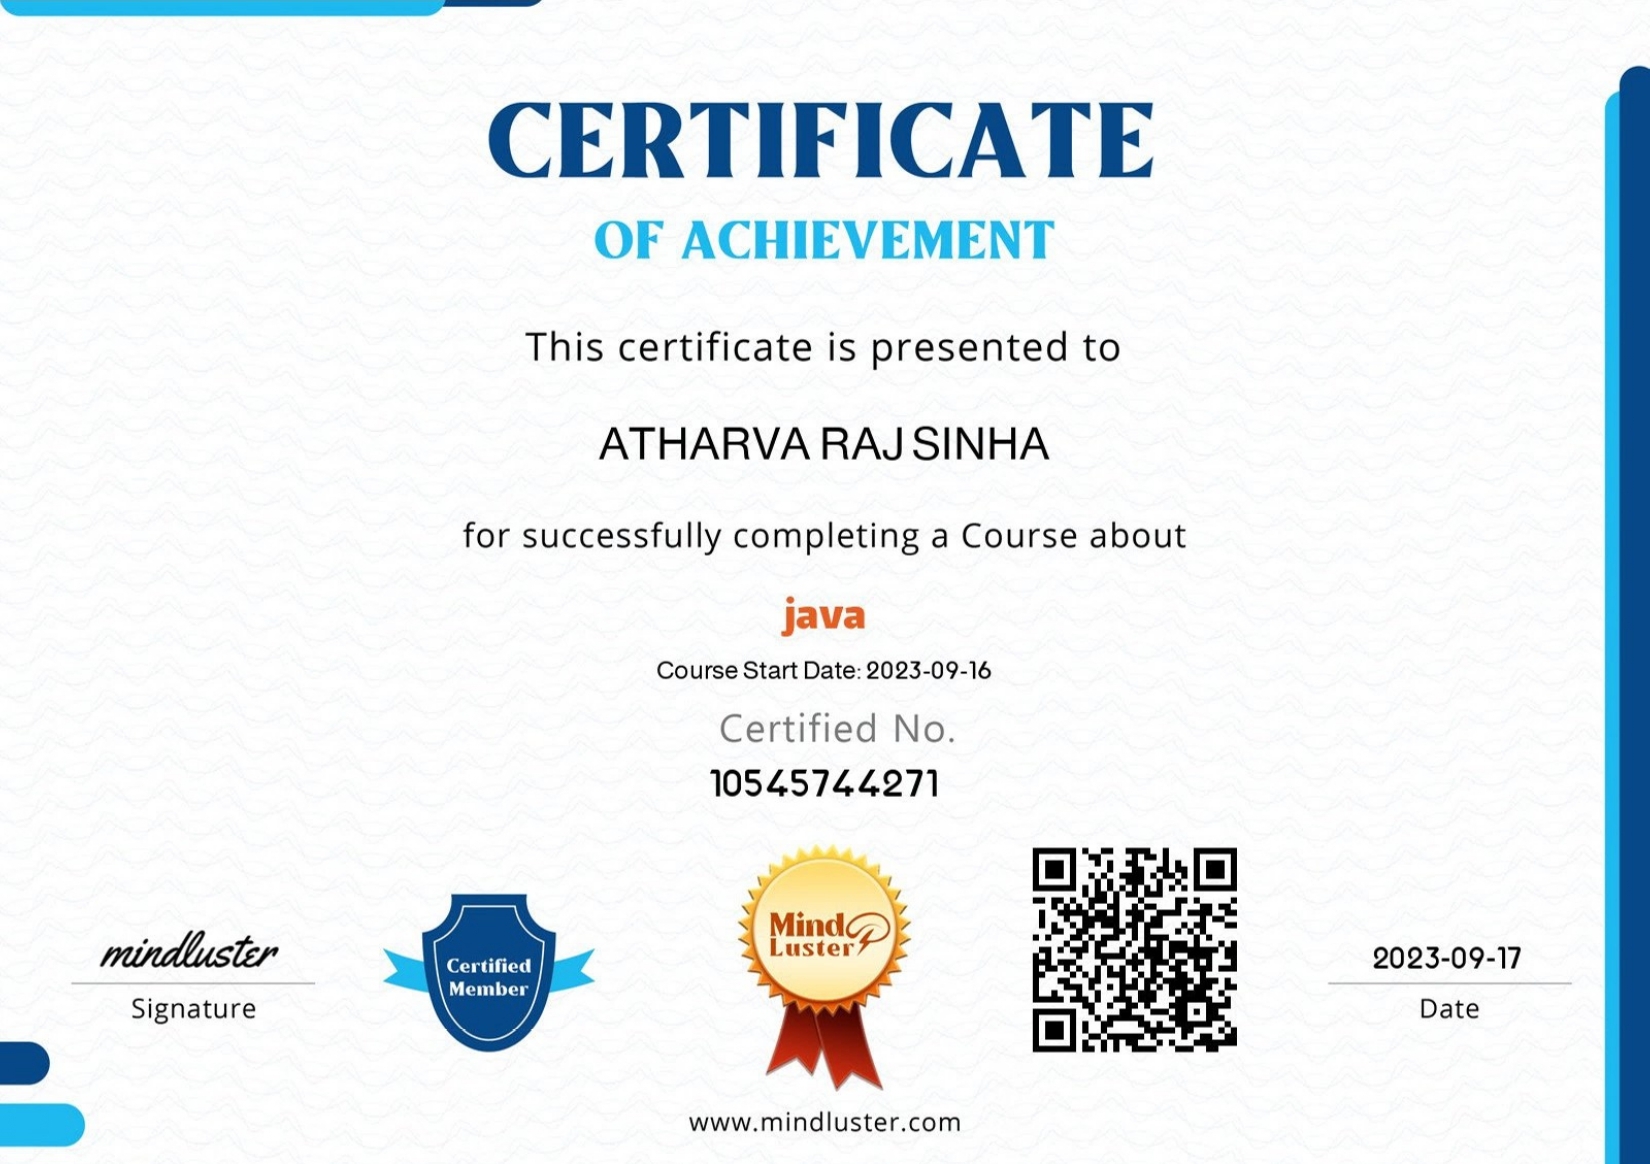 CERTIFICATE
OF ACHIEVEMENT
This certificate is presented to
ATHARVA RAJ SINHA
for successfully completing a Course about
java
Course Start Date: 2023-09-16
Certified No.
10545744271
mindluster
Signature
Certified
Member
Mind
Luster
2023-09-17
Date
www.mindluster.com